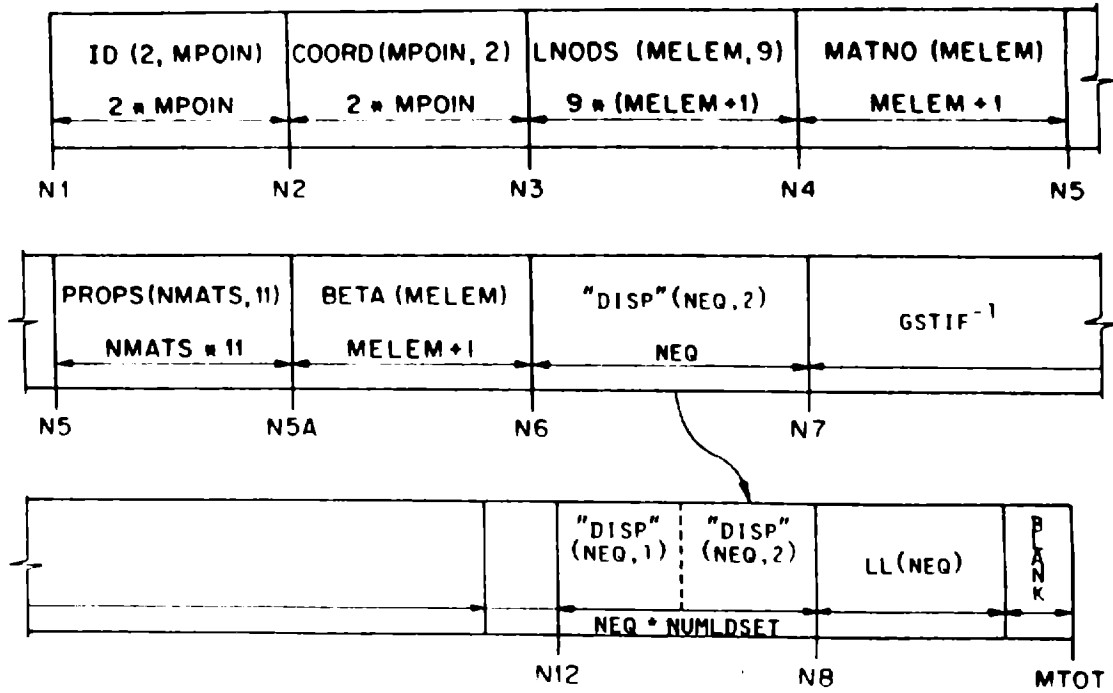 ID (2, MPOIN)
2 * MPOIN
COORD (MPOIN, 2)
2 * MPOIN
LNODS (MELEM, 9)
9 * (MELEM +1)
MATNO (MELEM)
MELEM +1
N1
N2
N3
N4
N5
PROPS(NMATS, 11)
NMATS * 11
BETA (MELEM)
MELEM +1
"DISP"(NEQ,2)
NEQ
GSTIF⁻¹
N5
N5A
N6
N7
"DISP"
(NEQ,1)
"DISP"
(NEQ,2)
NEQ * NUMLDSET
LL(NEQ)
BLANK
N12
N8
MTOT